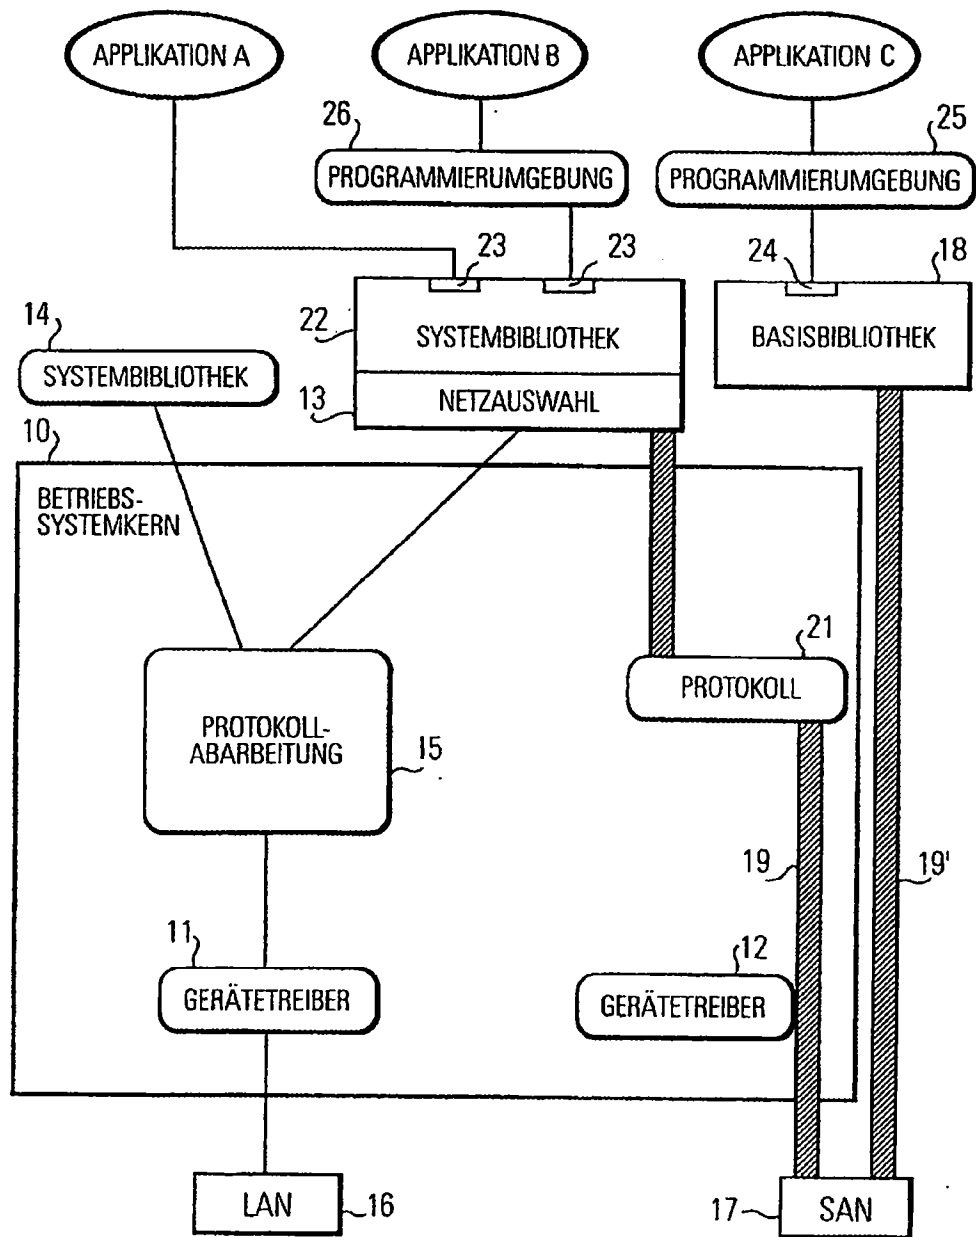 APPLIKATION A
APPLIKATION B
APPLIKATION C
26
25
PROGRAMMIERUMGEBUNG
PROGRAMMIERUMGEBUNG
23
23
24
18
14
22
SYSTEMBIBLIOTHEK
BASISBIBLIOTHEK
SYSTEMBIBLIOTHEK
13
NETZAUSWAHL
10
BETRIEBS-
SYSTEMKERN
21
PROTOKOLL
PROTOKOLL-
ABARBEITUNG
15
19
19'
11
12
GERÄTETREIBER
GERÄTETREIBER
LAN
16
17
SAN